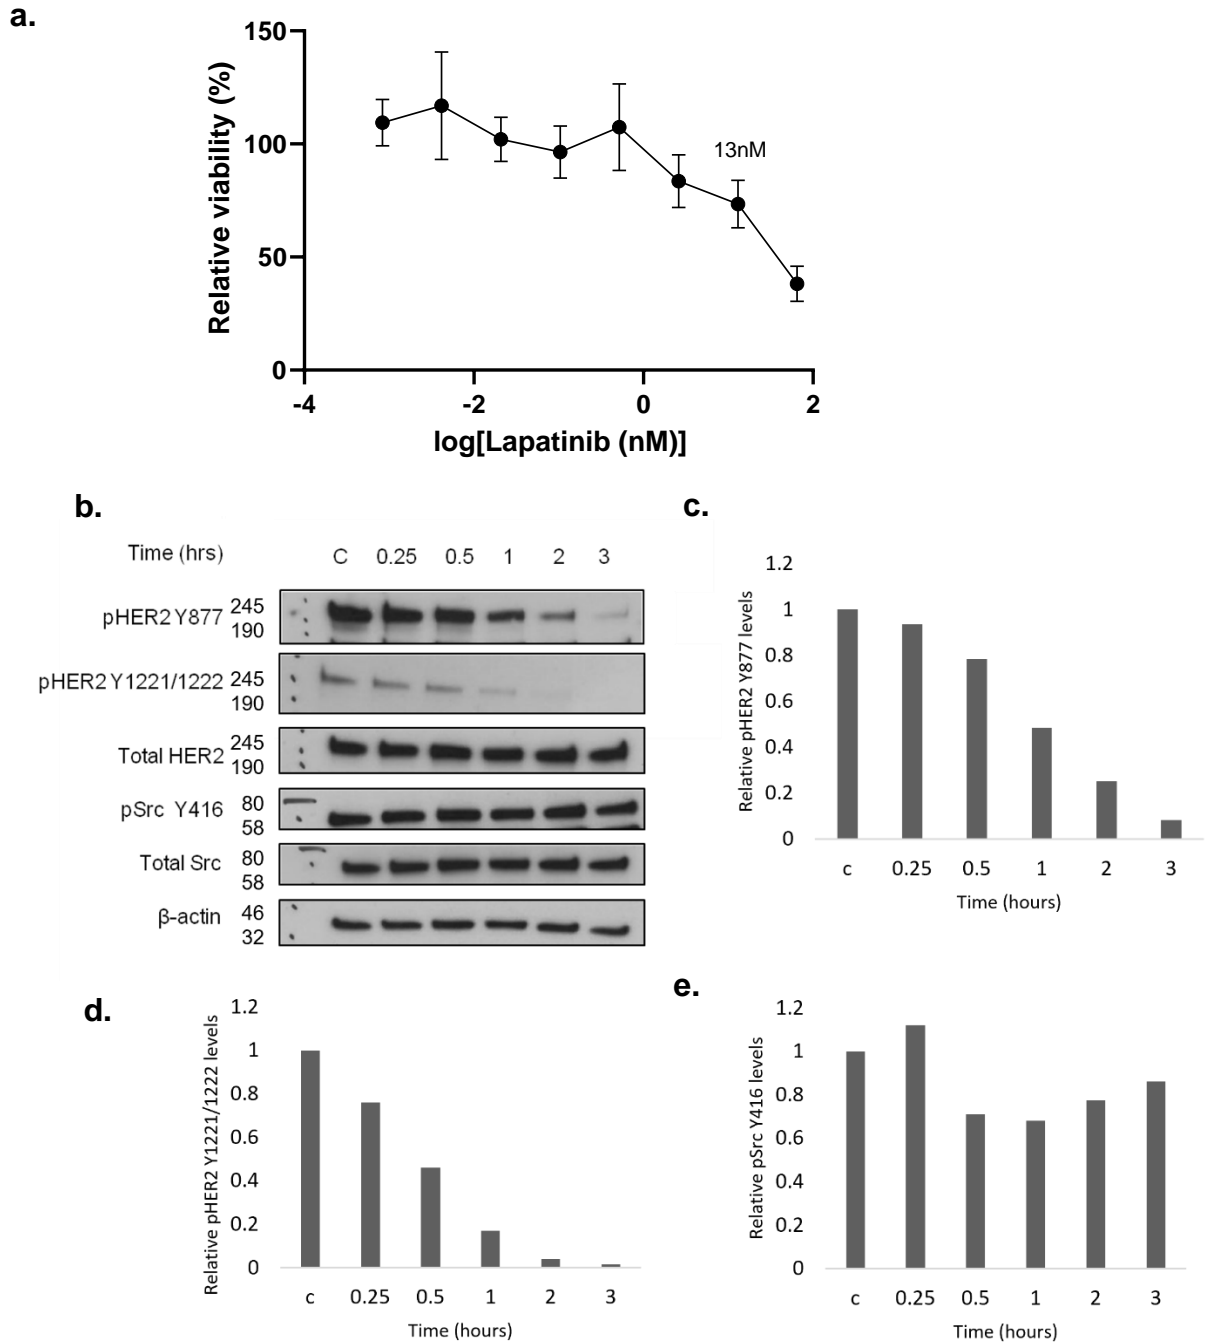 a.
150
100
50
0
-4 -2 0 2
Relative viability (%)
13nM
log[Lapatinib (nM)]
b.
Time (hrs) C 0.25 0.5 1 2 3
pHER2 Y877 245
190
pHER2 Y1221/1222 245
190
Total HER2 245
190
pSrc Y416 80
58
Total Src 80
58
β-actin 46
32
c.
Relative pHER2 Y877 levels
1.2
1
0.8
0.6
0.4
0.2
0
c 0.25 0.5 1 2 3
Time (hours)
d.
Relative pHER2 Y1221/1222 levels
1.2
1
0.8
0.6
0.4
0.2
0
c 0.25 0.5 1 2 3
Time (hours)
e.
Relative pSrc Y416 levels
1.2
1
0.8
0.6
0.4
0.2
0
c 0.25 0.5 1 2 3
Time (hours)